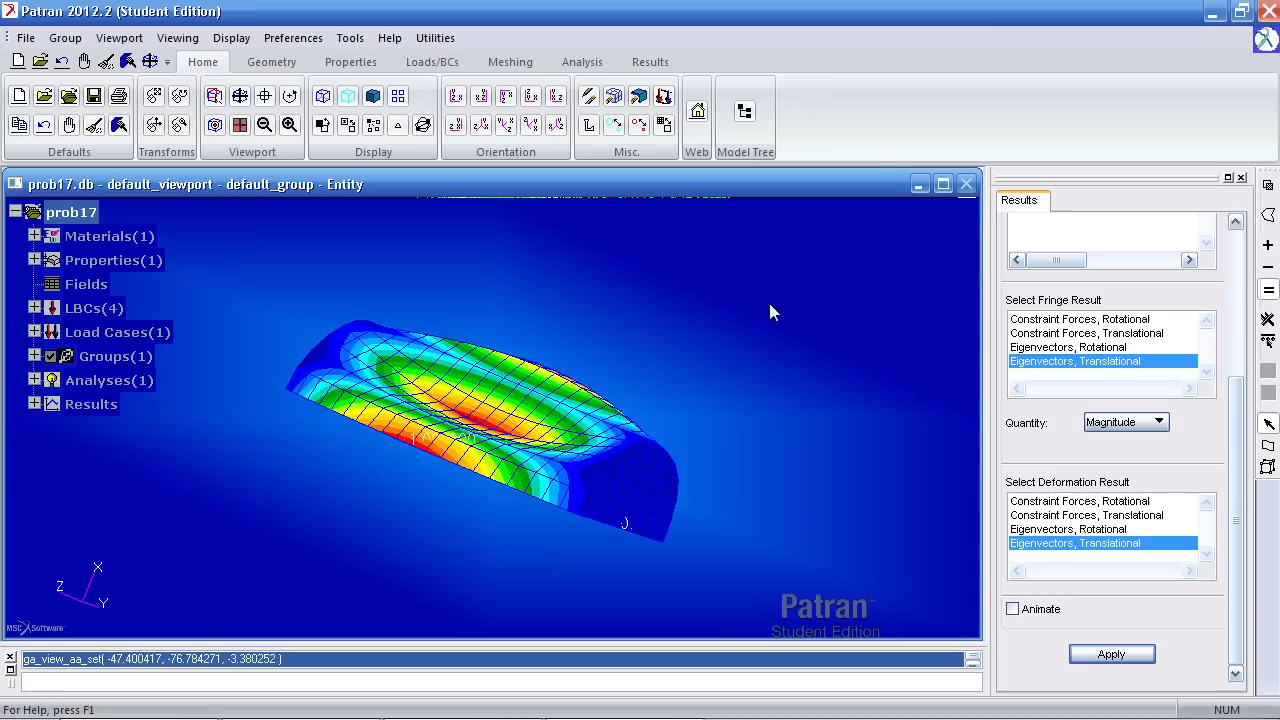 Patran 2012.2 (Student Edition)
File Group Viewport Viewing Display Preferences Tools Help Utilities
Home Geometry Properties Loads/BCs Meshing Analysis Results
Defaults Transforms Viewport Display Orientation Misc. Web Model Tree
prob17.db - default_viewport - default_group - Entity
prob17
Materials(1)
Properties(1)
Fields
LBCs(4)
Load Cases(1)
Groups(1)
Analyses(1)
Results
X
Z
Y
MSC Software
Patran™
Student Edition
Results
Select Fringe Result
Constraint Forces, Rotational
Constraint Forces, Translational
Eigenvectors, Rotational
Eigenvectors, Translational
Quantity: Magnitude
Select Deformation Result
Constraint Forces, Rotational
Constraint Forces, Translational
Eigenvectors, Rotational
Eigenvectors, Translational
Animate
Apply
ga_view_aa_set( -47.400417, -76.784271, -3.380252 )
For Help, press F1
NUM